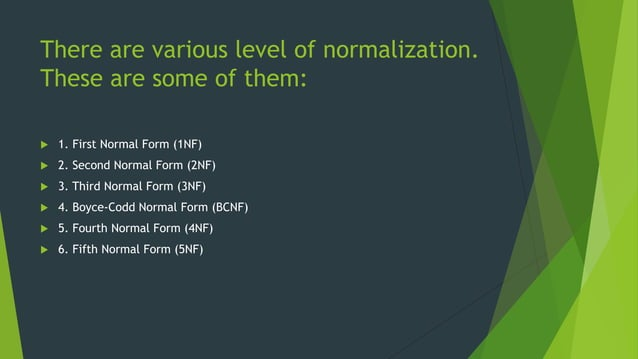 There are various level of normalization.
These are some of them:
1. First Normal Form (1NF)
2. Second Normal Form (2NF)
3. Third Normal Form (3NF)
4. Boyce-Codd Normal Form (BCNF)
5. Fourth Normal Form (4NF)
6. Fifth Normal Form (5NF)